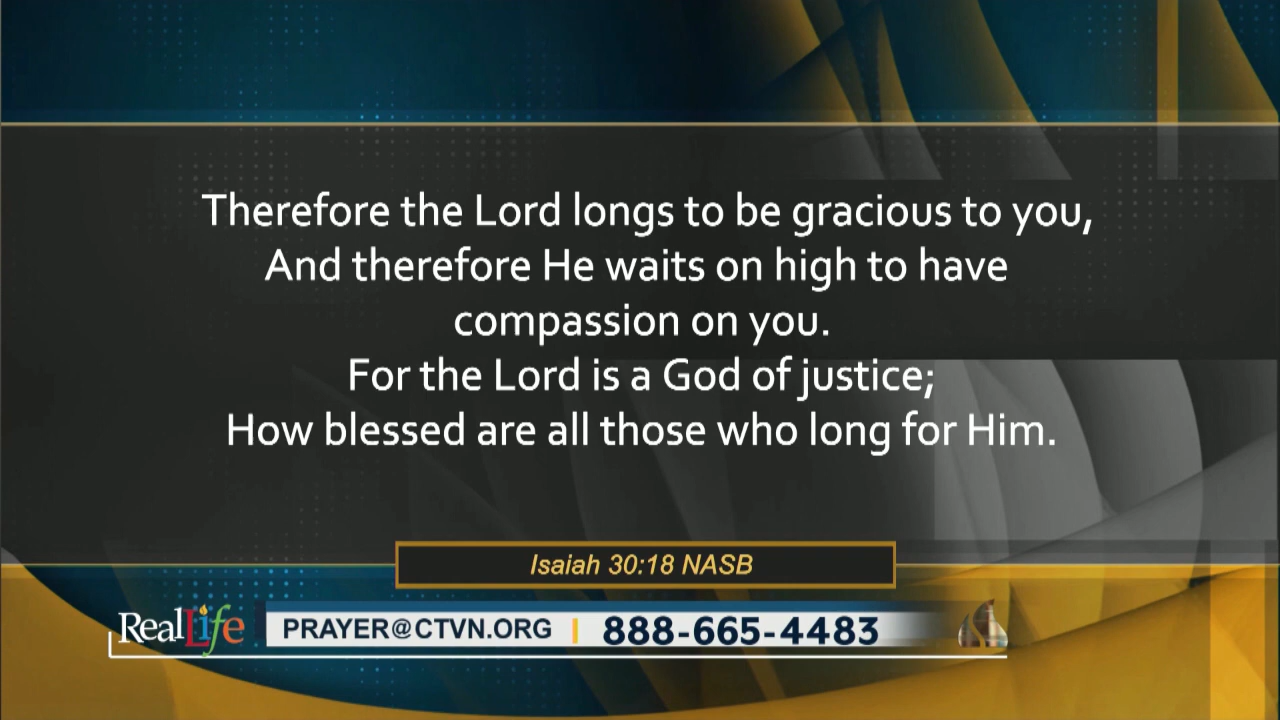 Therefore the Lord longs to be gracious to you,
And therefore He waits on high to have
compassion on you.
For the Lord is a God of justice;
How blessed are all those who long for Him.
Isaiah 30:18 NASB
RealLife PRAYER@CTVN.ORG | 888-665-4483